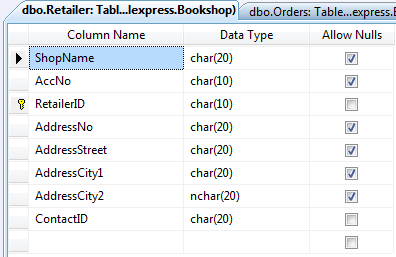 dbo.Retailer: Tabl...lexpress.Bookshop) dbo.Orders: Table...express.B
Column Name Data Type Allow Nulls
ShopName char(20)
AccNo char(10)
RetailerID char(10)
AddressNo char(20)
AddressStreet char(20)
AddressCity1 char(20)
AddressCity2 nchar(20)
ContactID char(20)